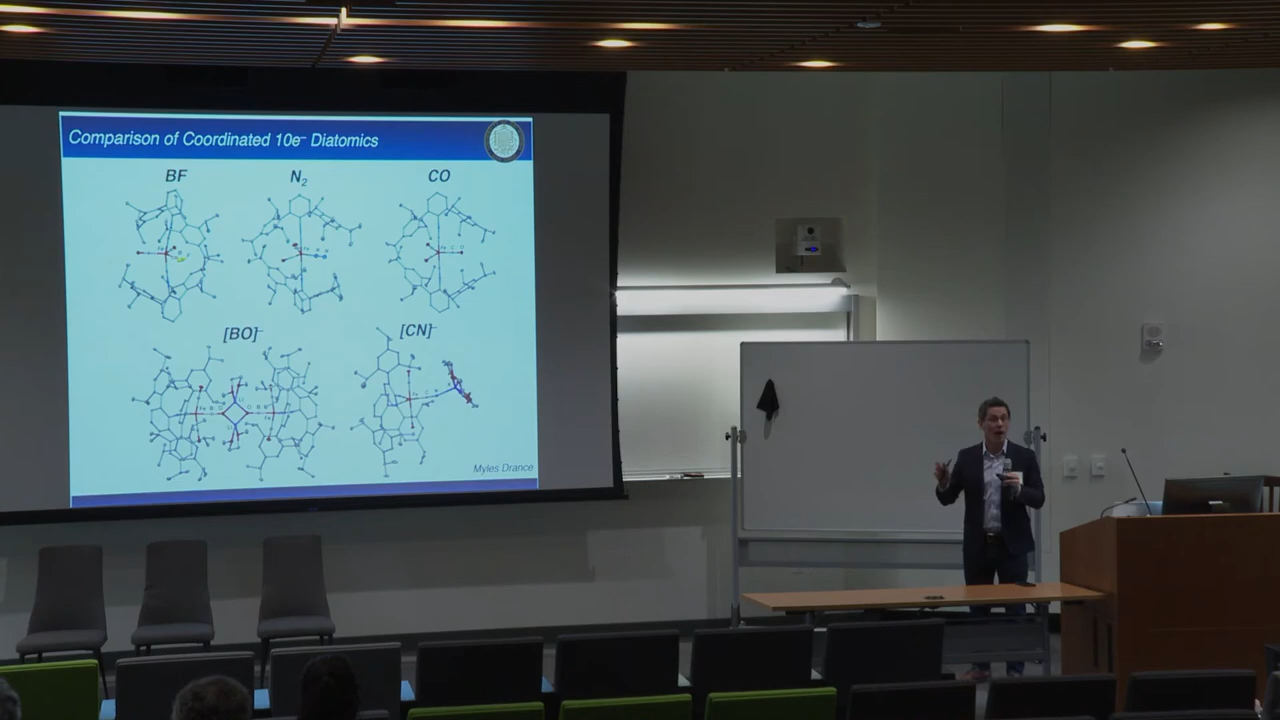 Comparison of Coordinated 10e⁻ Diatomics
BF
N₂
CO
[BO]⁻
[CN]⁻
Myles Drance